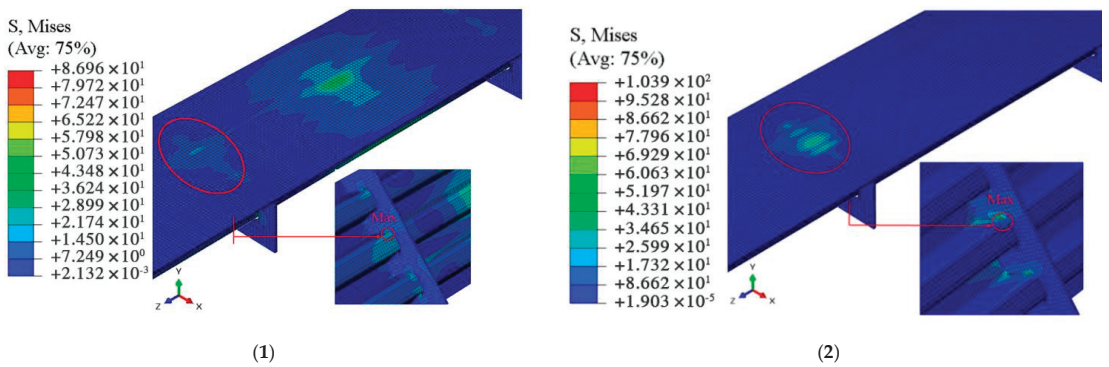 S, Mises
(Avg: 75%)
+8.696 ×10¹
+7.972 ×10¹
+7.247 ×10¹
+6.522 ×10¹
+5.798 ×10¹
+5.073 ×10¹
+4.348 ×10¹
+3.624 ×10¹
+2.899 ×10¹
+2.174 ×10¹
+1.450 ×10¹
+7.249 ×10⁰
+2.132 ×10⁻³
Max
Y
Z
X
(1)
S, Mises
(Avg: 75%)
+1.039 ×10²
+9.528 ×10¹
+8.662 ×10¹
+7.796 ×10¹
+6.929 ×10¹
+6.063 ×10¹
+5.197 ×10¹
+4.331 ×10¹
+3.465 ×10¹
+2.599 ×10¹
+1.732 ×10¹
+8.662 ×10¹
+1.903 ×10⁻⁵
Max
Y
Z
X
(2)